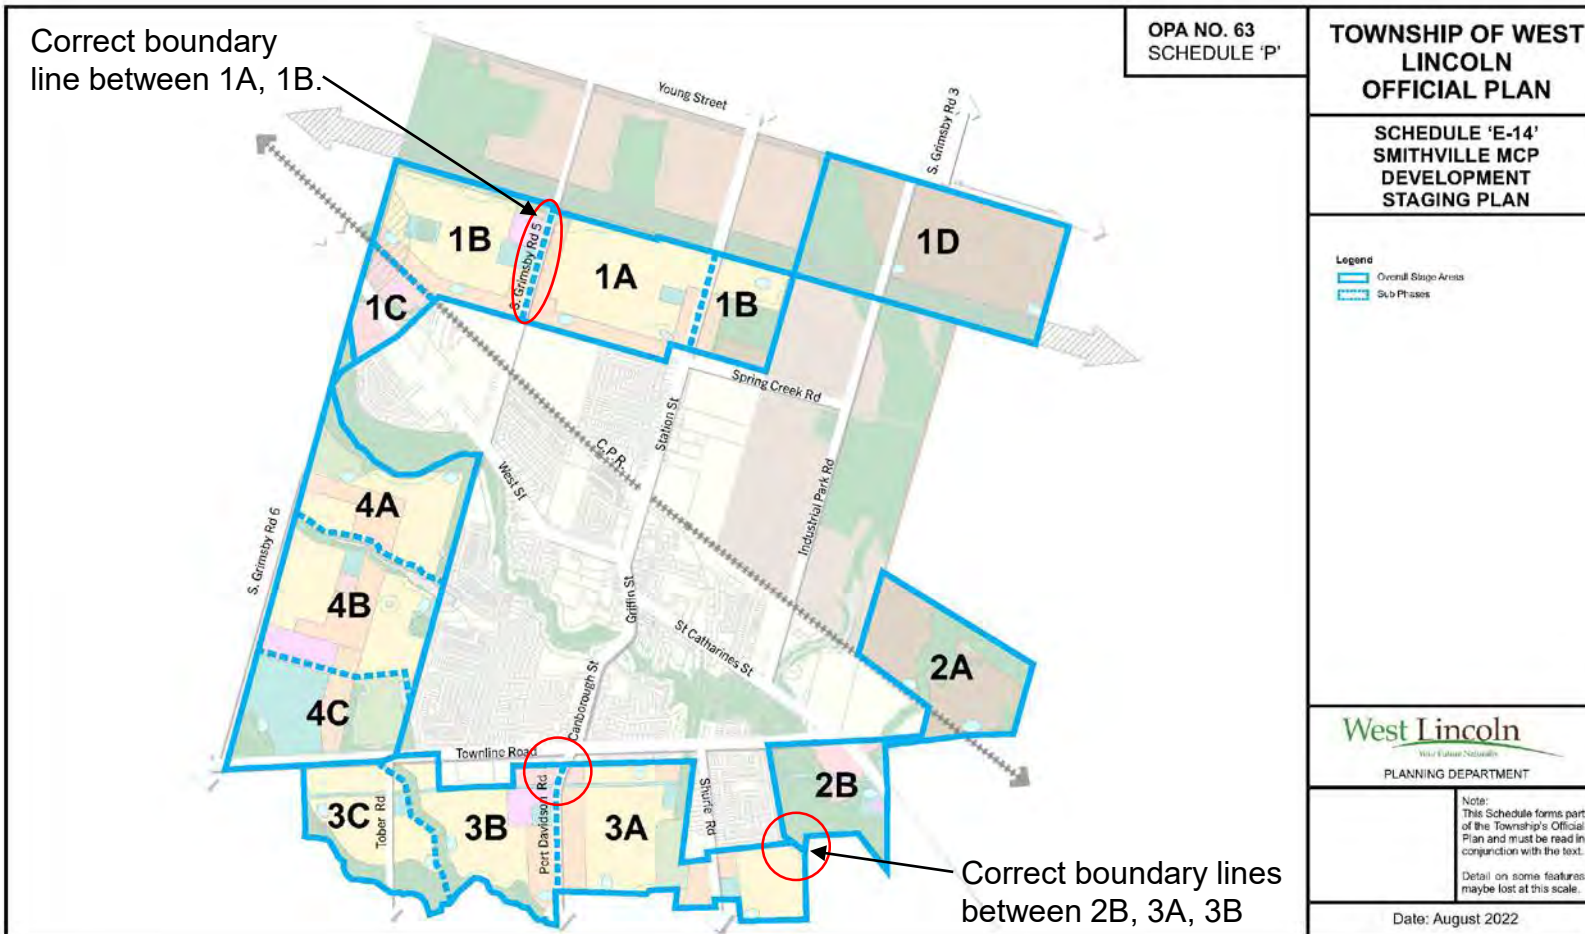 Correct boundary
line between 1A, 1B.
OPA NO. 63
SCHEDULE 'P'
TOWNSHIP OF WEST
LINCOLN
OFFICIAL PLAN
SCHEDULE 'E-14'
SMITHVILLE MCP
DEVELOPMENT
STAGING PLAN
Legend
Overall Stage Areas
Sub Phases
Young Street
S. Grimsby Rd 3
1B
S. Grimsby Rd 5
1A
1B
1D
1C
Spring Creek Rd
Station St
C.P.R.
West St
Industrial Park Rd
4A
S. Grimsby Rd 6
4B
Griffin St
St Catharines St
2A
4C
Canborough St
Townline Road
2B
3C
Tober Rd
3B
Port Davidson Rd
3A
Shurie Rd
Correct boundary lines
between 2B, 3A, 3B
West Lincoln
Your Future Naturally
PLANNING DEPARTMENT
Note:
This Schedule forms part
of the Township's Official
Plan and must be read in
conjunction with the text.
Detail on some features
maybe lost at this scale.
Date: August 2022